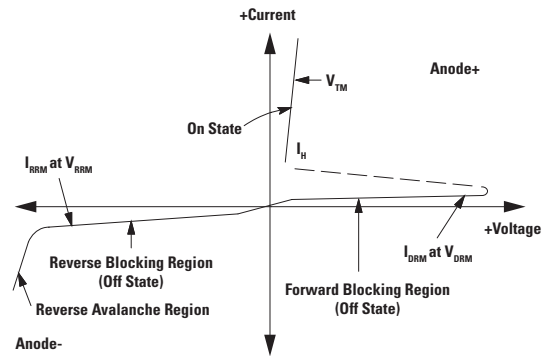 +Current
Anode+
V_TM
On State
I_H
I_RRM at V_RRM
+Voltage
I_DRM at V_DRM
Reverse Blocking Region
(Off State)
Forward Blocking Region
(Off State)
Reverse Avalanche Region
Anode-